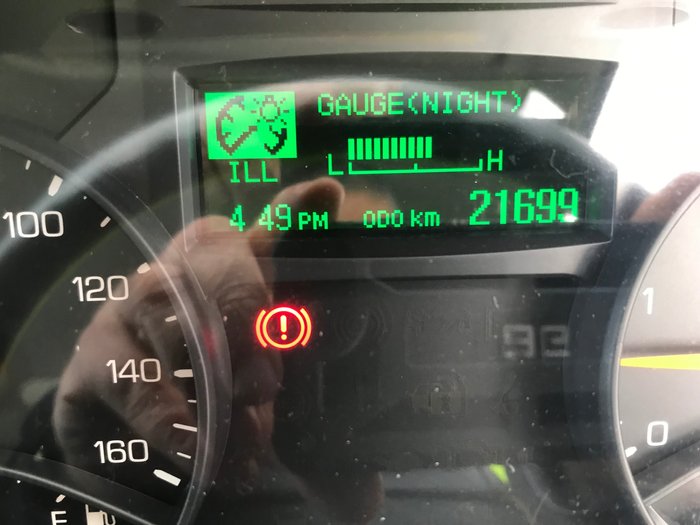 GAUGE(NIGHT)
L H
ILL
4 49 PM ODO km 21699
100
120
140
160
1
0
E